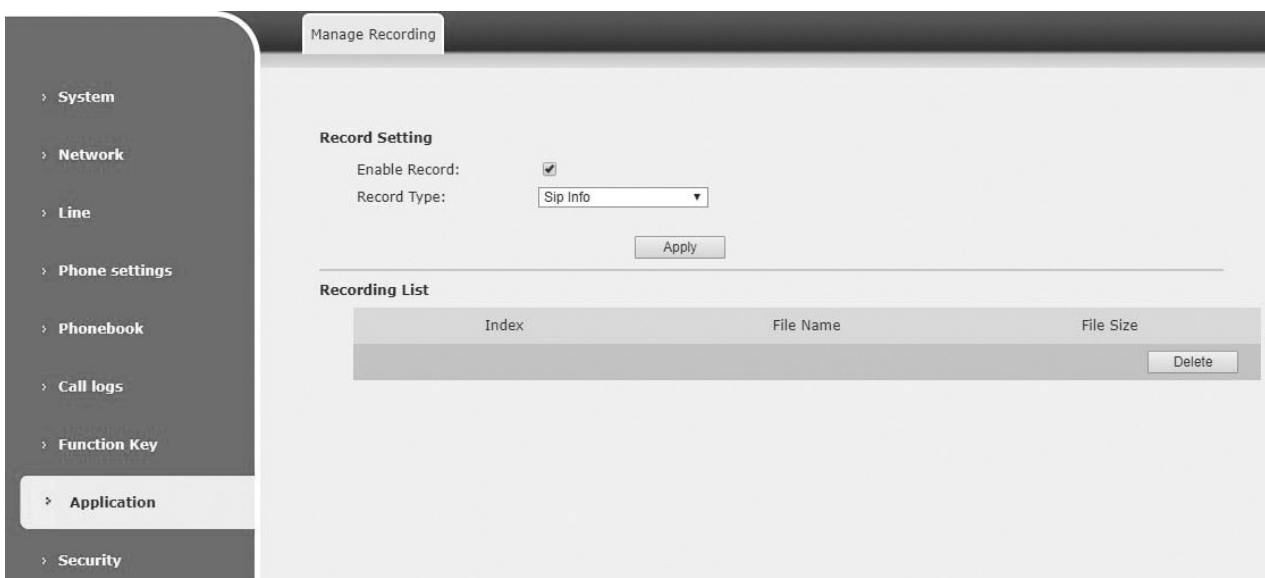 Manage Recording
System
Network
Line
Phone settings
Phonebook
Call logs
Function Key
Application
Security
Record Setting
Enable Record:
Record Type: Sip Info
Apply
Recording List
Index File Name File Size
Delete